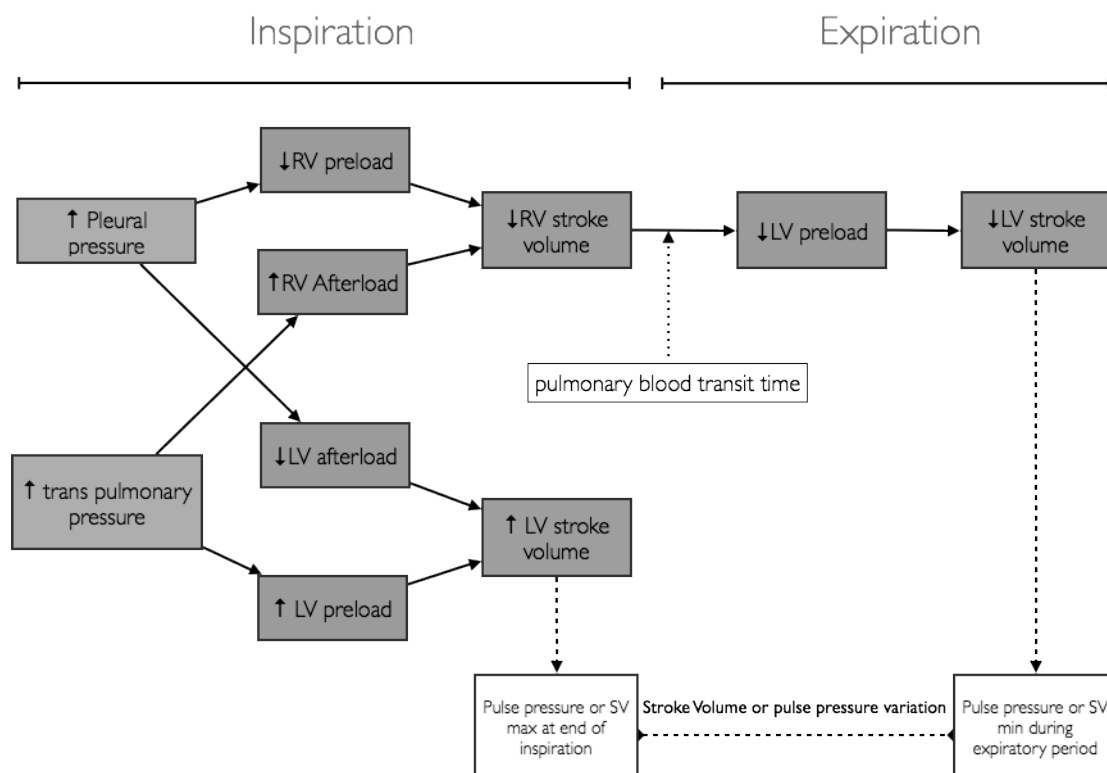 Inspiration
Expiration
↓RV preload
↑ Pleural
pressure
↓RV stroke
volume
↓LV preload
↓LV stroke
volume
↑RV Afterload
pulmonary blood transit time
↓LV afterload
↑ trans pulmonary
pressure
↑ LV stroke
volume
↑ LV preload
Pulse pressure or SV
max at end of
inspiration
Stroke Volume or pulse pressure variation
Pulse pressure or SV
min during
expiratory period